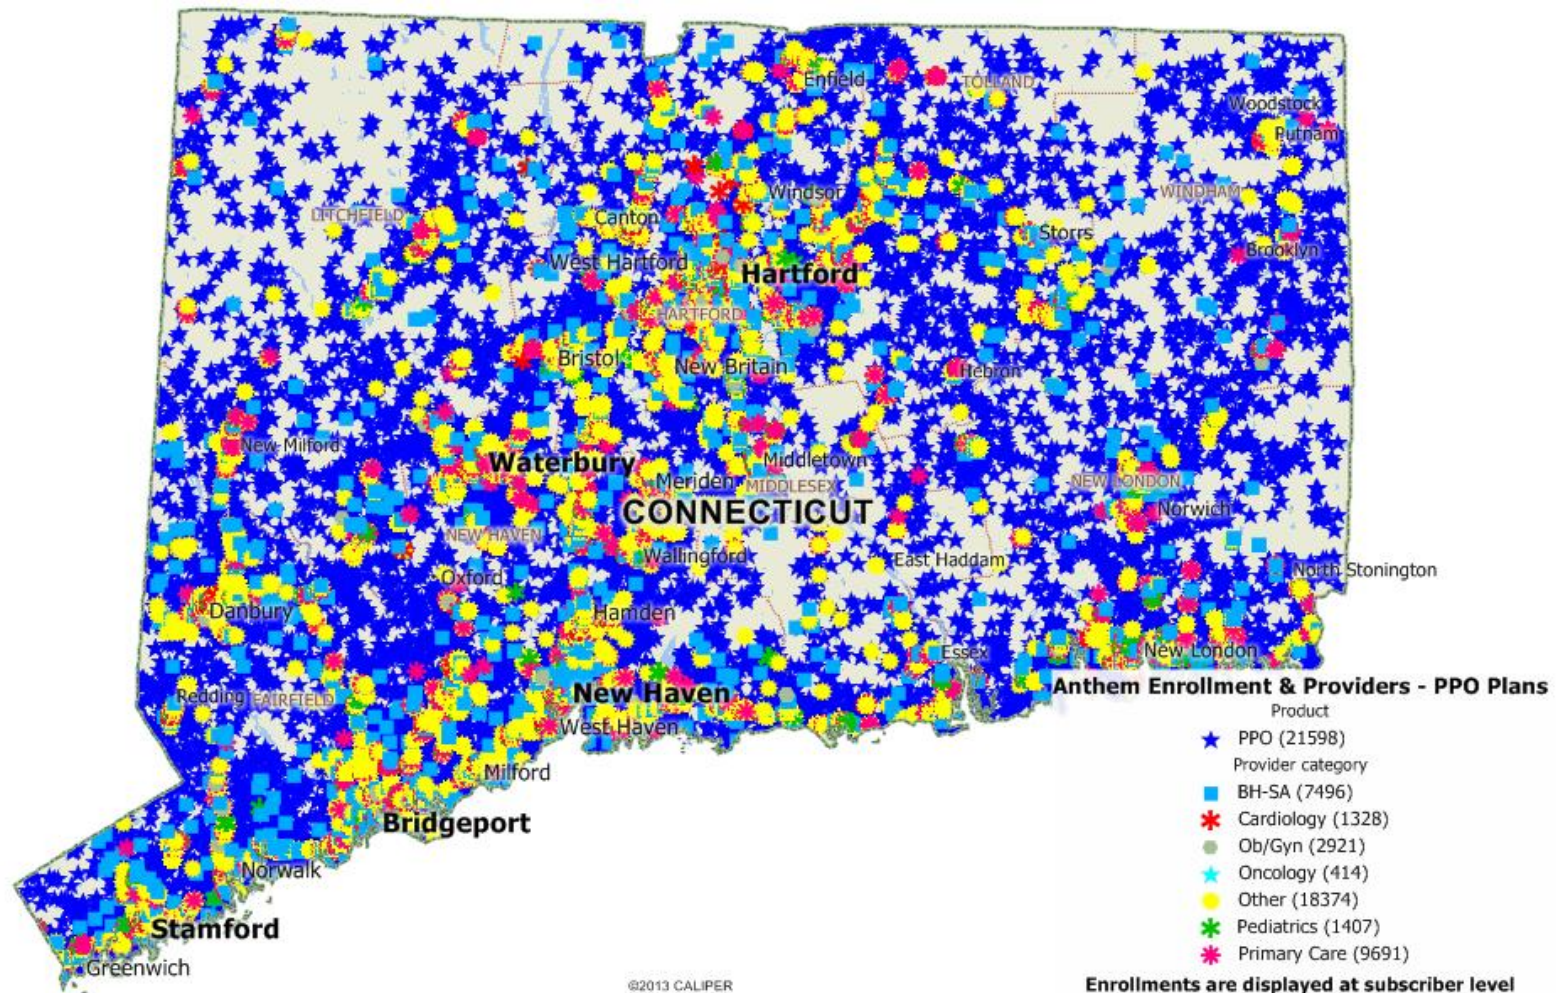 Enfield
TOLLAND
Woodstock
Putnam
Windsor
WINDHAM
LITCHFIELD
Canton
Storrs
Brooklyn
West Hartford
Hartford
HARTFORD
Bristol
New Britain
Hebron
New Milford
Waterbury
Middletown
Meriden
MIDDLESEX
NEW LONDON
CONNECTICUT
Norwich
NEW HAVEN
Wallingford
East Haddam
North Stonington
Oxford
Danbury
Hamden
Essex
New London
Redding
FAIRFIELD
New Haven
West Haven
Milford
Bridgeport
Norwalk
Stamford
Greenwich
Anthem Enrollment & Providers - PPO Plans
Product
PPO (21598)
Provider category
BH-SA (7496)
Cardiology (1328)
Ob/Gyn (2921)
Oncology (414)
Other (18374)
Pediatrics (1407)
Primary Care (9691)
Enrollments are displayed at subscriber level
©2013 CALIPER